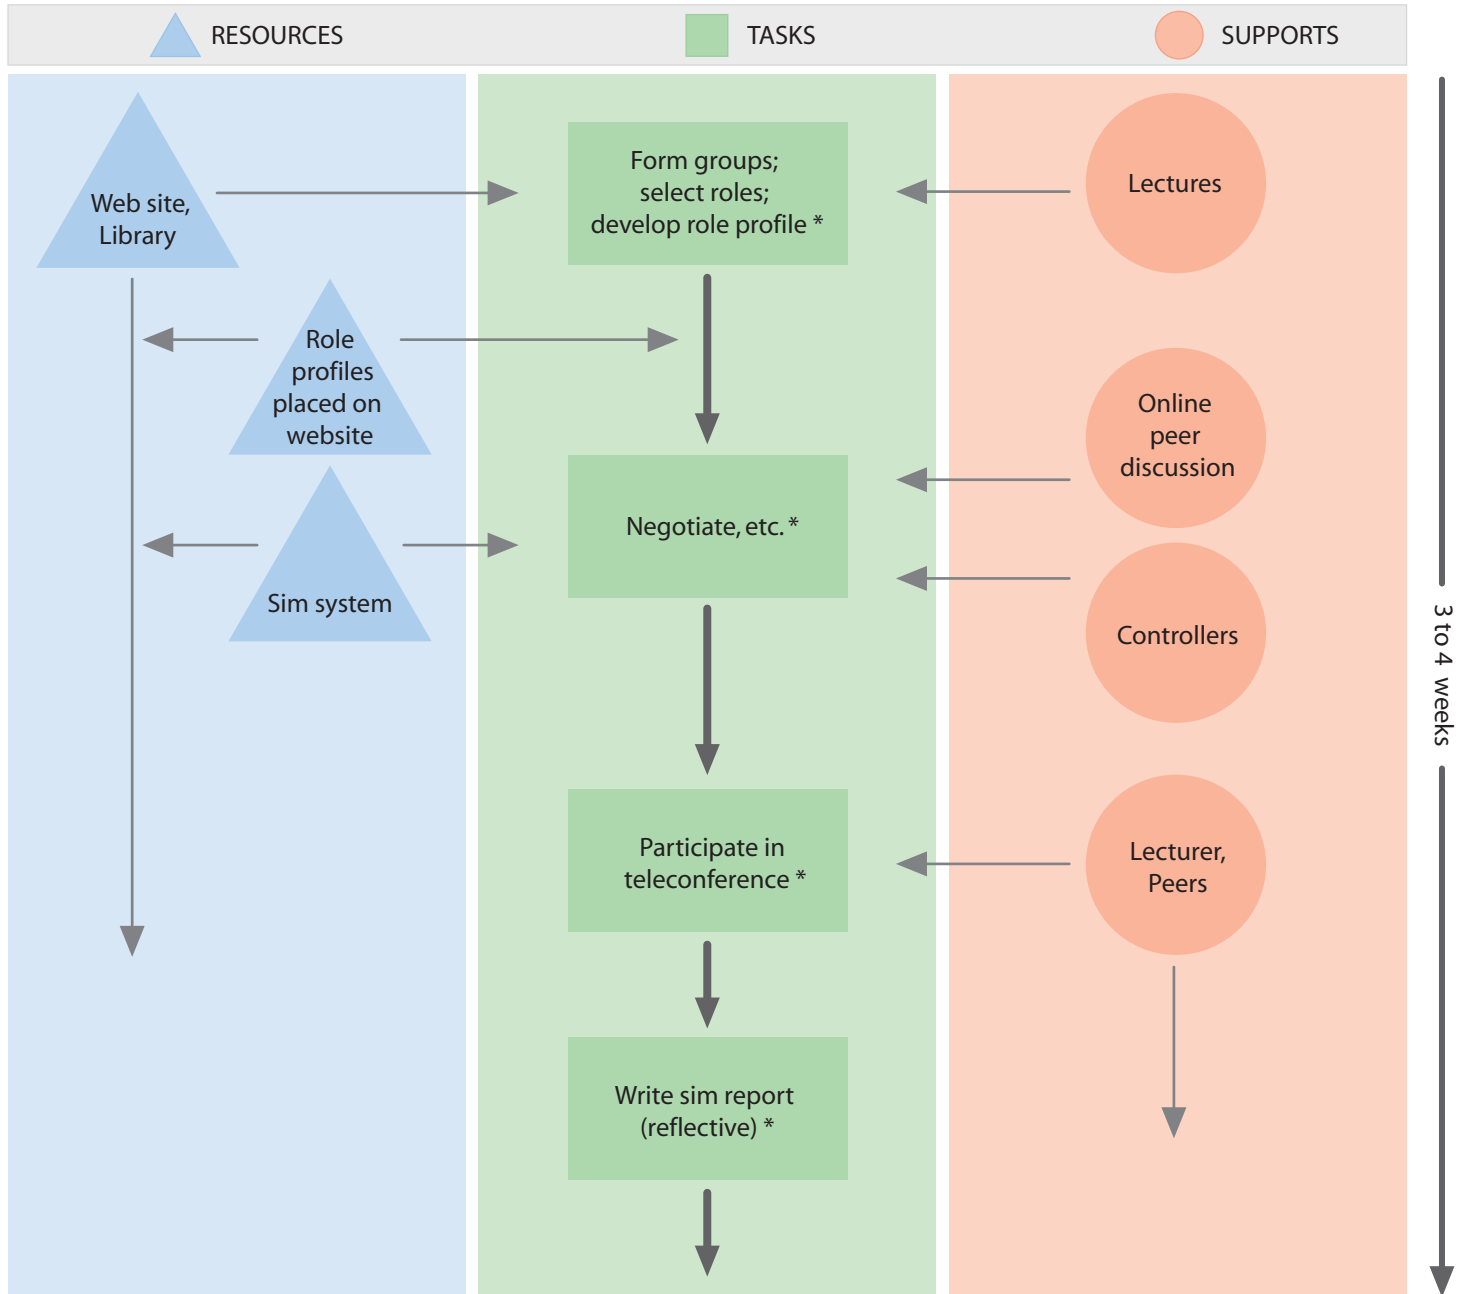 RESOURCES
TASKS
SUPPORTS
Web site,
Library
Form groups;
select roles;
develop role profile *
Lectures
Role
profiles
placed on
website
Online
peer
discussion
Negotiate, etc. *
Sim system
Controllers
3 to 4 weeks
Participate in
teleconference *
Lecturer,
Peers
Write sim report
(reflective) *